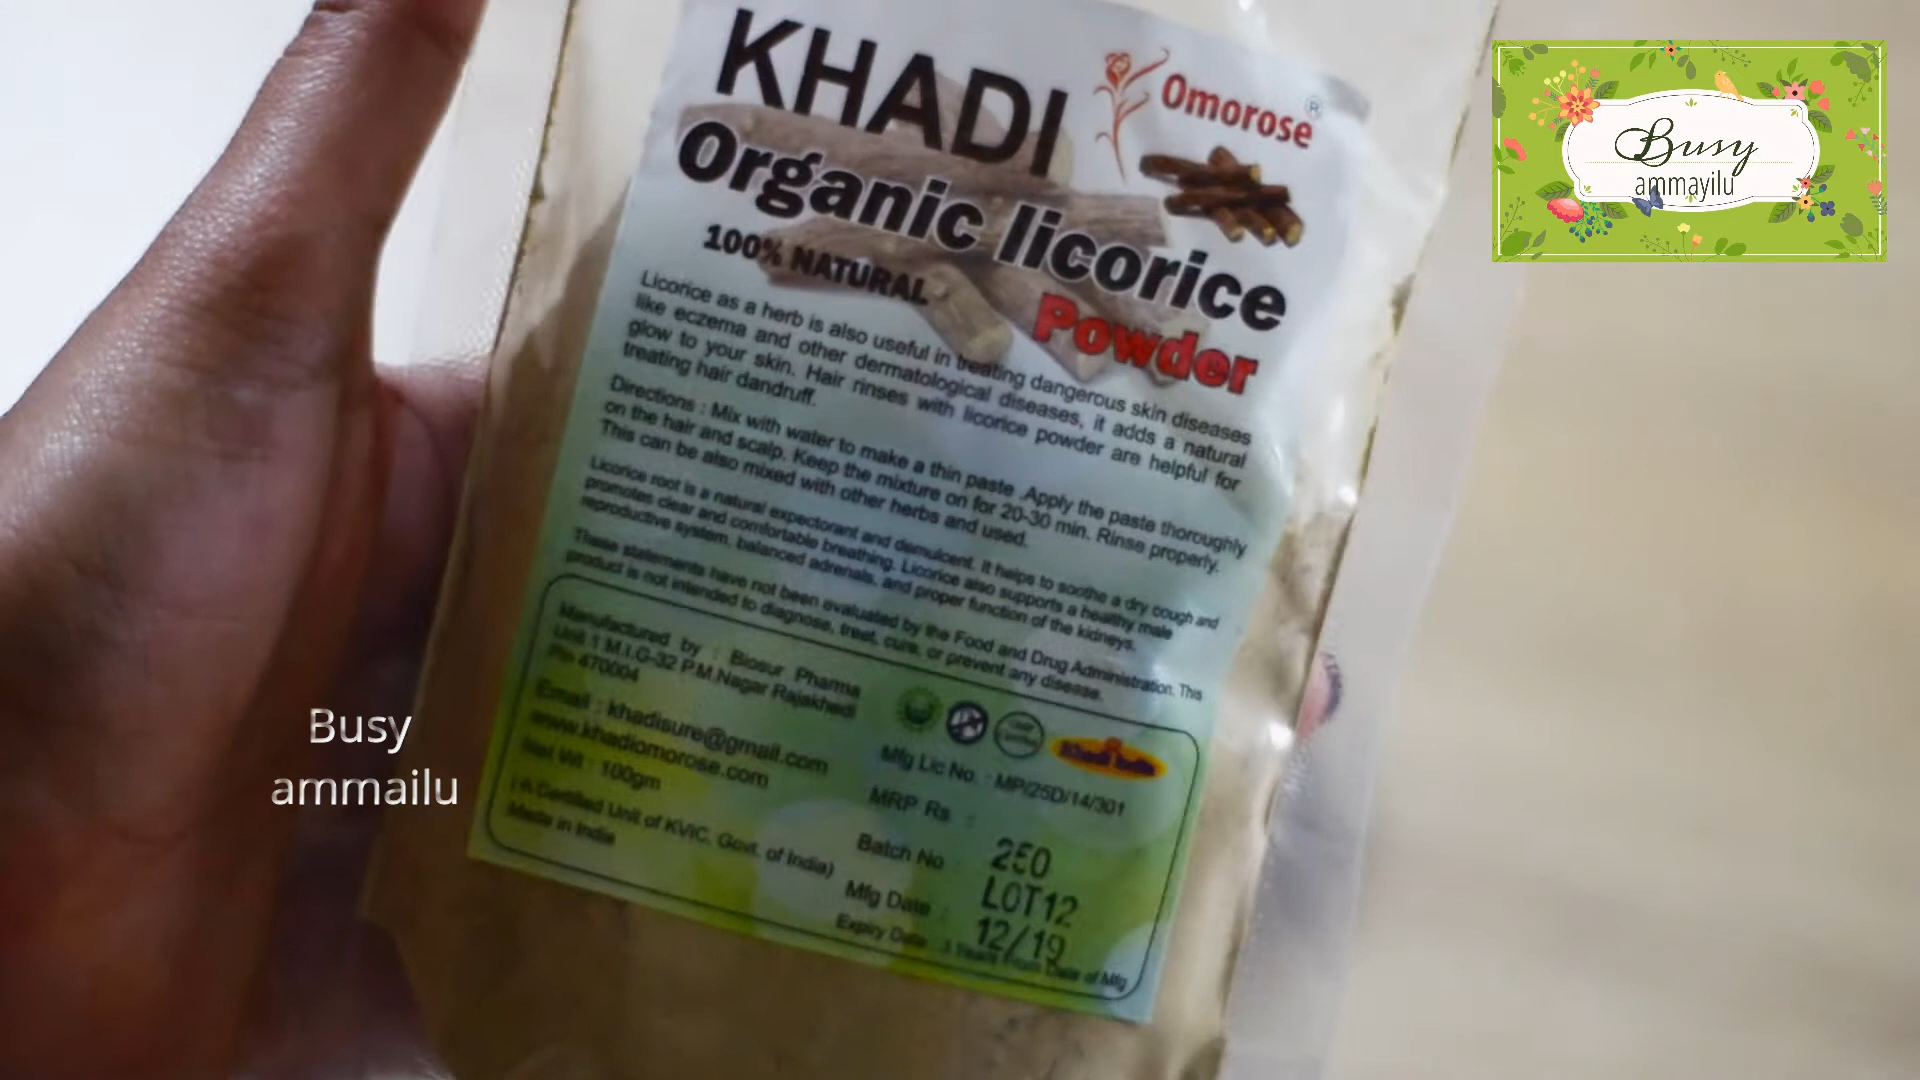 KHADI
Omorose®
Organic licorice
100% NATURAL
Powder
Licorice as a herb is also useful in treating dangerous skin diseases
like eczema and other dermatological diseases, it adds a natural
glow to your skin. Hair rinses with licorice powder are helpful for
treating hair dandruff.
Directions : Mix with water to make a thin paste .Apply the paste thoroughly
on the hair and scalp. Keep the mixture on for 20-30 min. Rinse properly.
This can be also mixed with other herbs and used.
Licorice root is a natural expectorant and demulcent. It helps to soothe a dry cough and
promotes clear and comfortable breathing. Licorice also supports a healthy male
reproductive system, balanced adrenals, and proper function of the kidneys.
These statements have not been evaluated by the Food and Drug Administration. This
product is not intended to diagnose, treat, cure, or prevent any disease.
Manufactured by : Biosur Pharma
Unit 1 M.I.G-32 P.M.Nagar Rajakhedi
Pin 470004
Email : khadisure@gmail.com
www.khadiomorose.com
Net Wt : 100gm
(A Certified Unit of KVIC, Govt. of India)
Made in India
Mfg Lic No. : MP/25D/14/301
MRP Rs : 250
Batch No LOT12
Mfg Date : 12/19
Expiry Date : 3 Years From Date of Mfg
Busy
ammayilu
Busy
ammailu